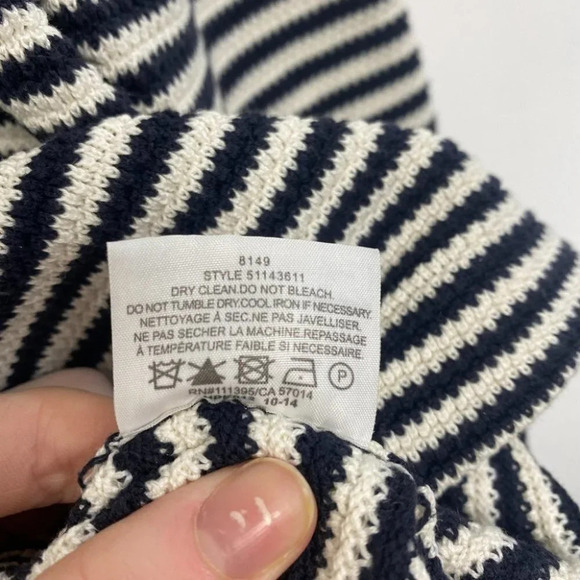 8149
STYLE 51143611
DRY CLEAN.DO NOT BLEACH.
DO NOT TUMBLE DRY.COOL IRON IF NECESSARY.
NETTOYAGE À SEC.NE PAS JAVELLISER.
NE PAS SECHER LA MACHINE.REPASSAGE
À TEMPÉRATURE FAIBLE SI NÉCESSAIRE.
P
RN#111395/CA 57014
10-14